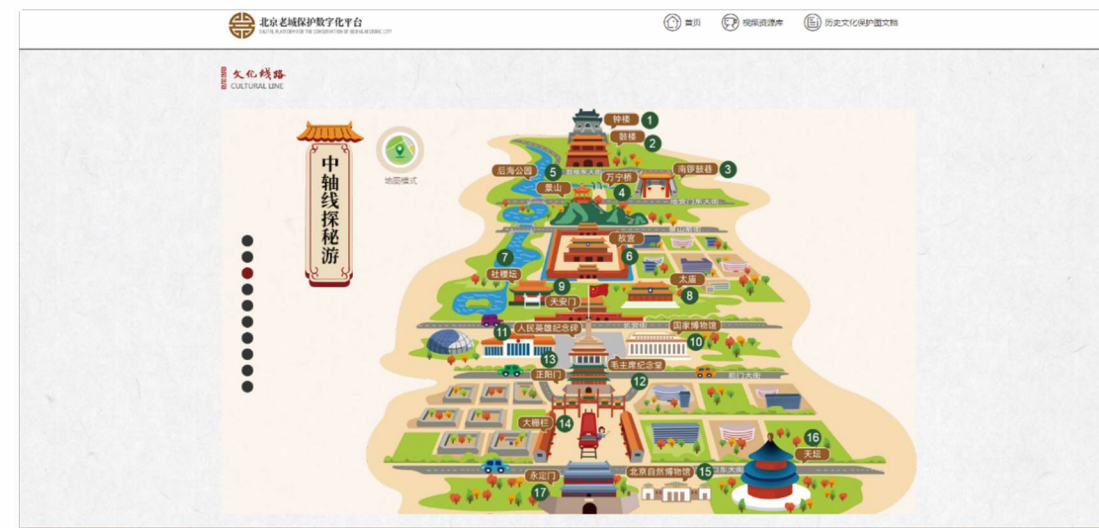 北京老城保护数字化平台
首页
视频资源库
历史文化保护图文档
文化线路
CULTURAL LINE
中轴线探秘游
地图模式
钟楼 1
鼓楼 2
南锣鼓巷 3
后海公园 5
万宁桥 4
景山
地安门东大街
故宫 6
7 社稷坛
太庙 8
9 天安门
11 人民英雄纪念碑
国家博物馆 10
13 正阳门
毛主席纪念堂 12
大栅栏 14
16 天坛
北京自然博物馆 15
永定门 17